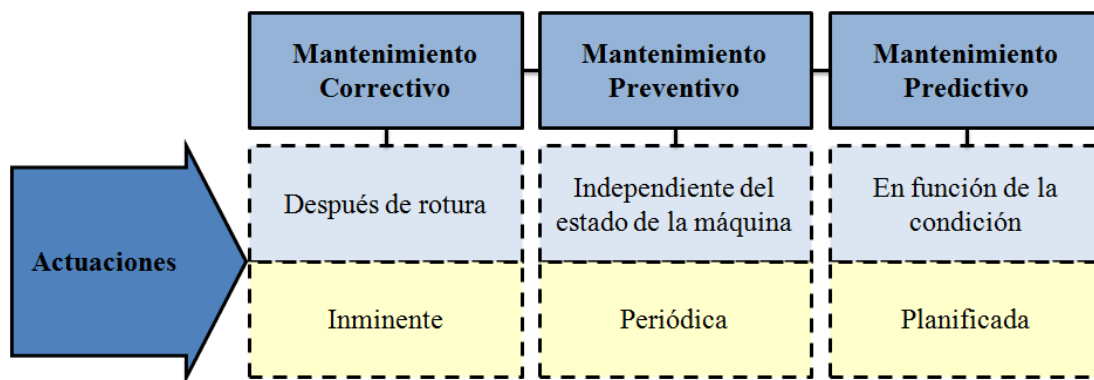 Mantenimiento
Correctivo
Mantenimiento
Preventivo
Mantenimiento
Predictivo
Actuaciones
Después de rotura
Independiente del
estado de la máquina
En función de la
condición
Inminente
Periódica
Planificada